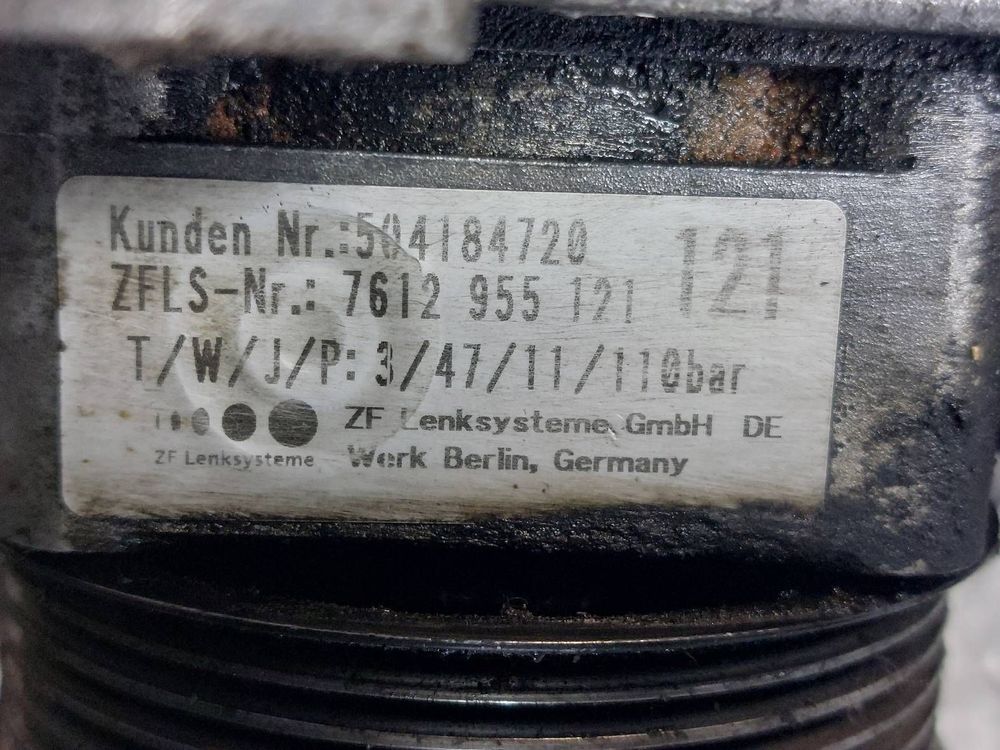 Kunden Nr.:504184720
121
ZFLS-Nr.: 7612 955 121
T/W/J/P: 3/47/11/110bar
ZF Lenksysteme GmbH DE
ZF Lenksysteme
Werk Berlin, Germany